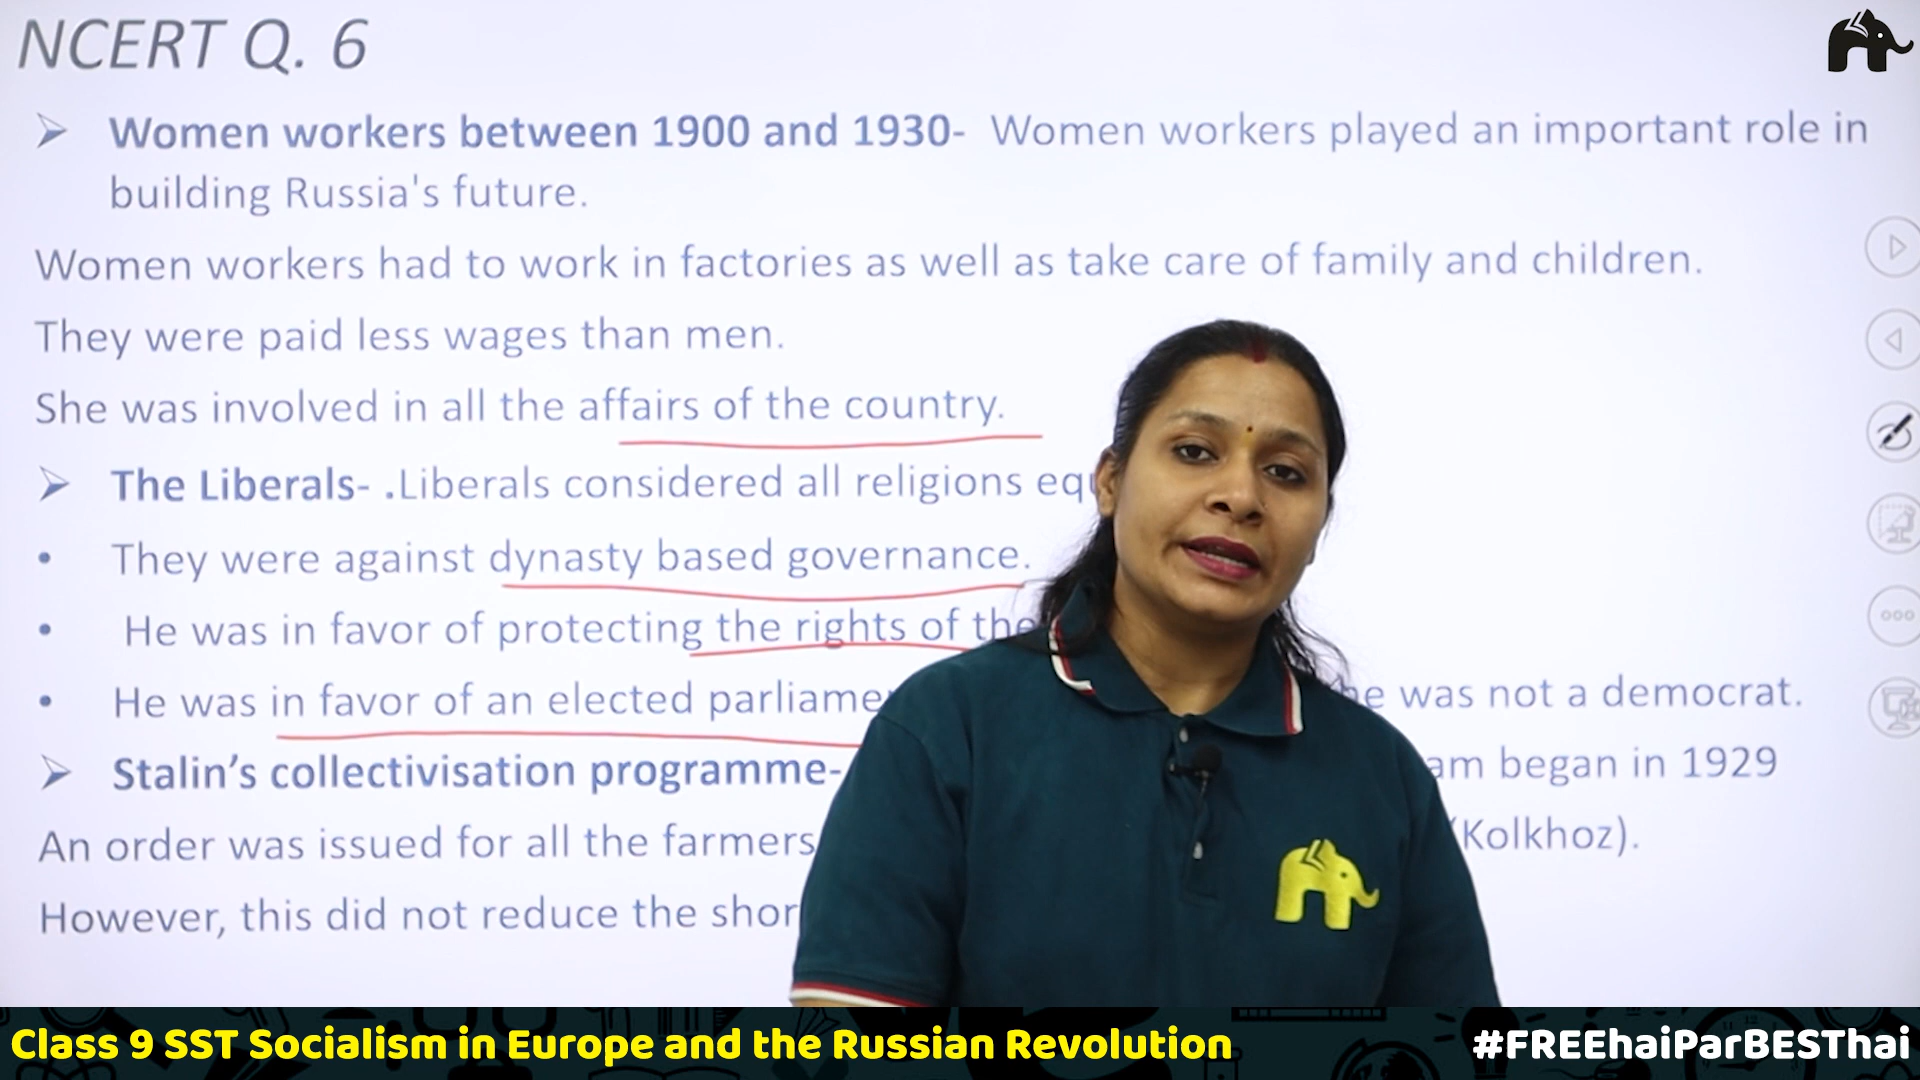 NCERT Q. 6
➢ Women workers between 1900 and 1930- Women workers played an important role in
building Russia's future.
Women workers had to work in factories as well as take care of family and children.
They were paid less wages than men.
She was involved in all the affairs of the country.
➢ The Liberals- .Liberals considered all religions
• They were against dynasty based governance.
• He was in favor of protecting the rights of the
• He was in favor of an elected he was not a democrat.
➢ Stalin’s collectivisation programme- began in 1929
An order was issued for all the farmers (Kolkhoz).
However, this did not reduce the
Class 9 SST Socialism in Europe and the Russian Revolution
#FREEhaiParBESThai